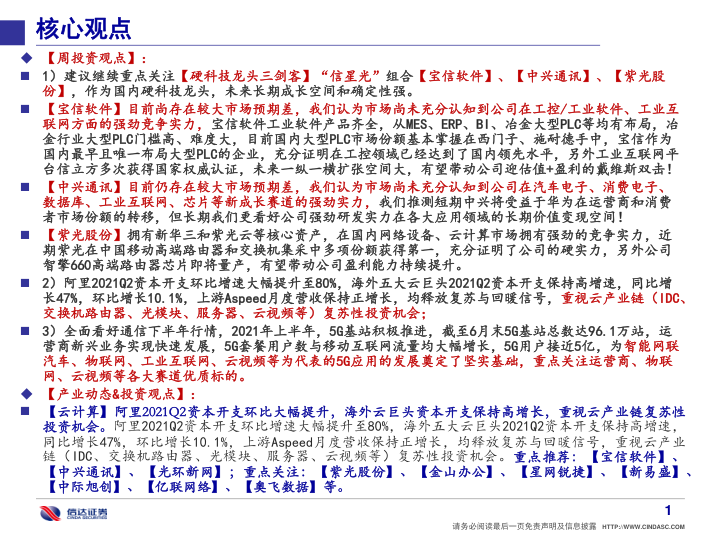 核心观点
◆ 【周投资观点】：
■ 1）建议继续重点关注【硬科技龙头三剑客】“信星光”组合【宝信软件】、【中兴通讯】、【紫光股
份】，作为国内硬科技龙头，未来长成长空间和确定性强。
■ 【宝信软件】目前尚存在较大市场预期差，我们认为市场尚未充分认知到公司在工控/工业软件、工业互
联网方面的强劲竞争实力，宝信软件工业软件产品齐全，从MES、ERP、BI、冶金大型PLC等均有布局，冶
金行业大型PLC门槛高、难度大，目前国内大型PLC市场份额基本掌握在西门子、施耐德手中，宝信作为
国内最早且唯一布局大型PLC的企业，充分证明在工控领域已经达到了国内领先水平，另外工业互联网平
台信立方多次获得国家权威认证，未来一纵一横扩张空间大，有望带动公司迎估值+盈利的戴维斯双击！
■ 【中兴通讯】目前仍存在较大市场预期差，我们认为市场尚未充分认知到公司在汽车电子、消费电子、
数据库、工业互联网、芯片等新成长赛道的强劲实力，我们推测短期中兴将受益于华为在运营商和消费
者市场份额的转移，但长期我们更看好公司强劲研发实力在各大应用领域的长期价值变现空间！
■ 【紫光股份】拥有新华三和紫光云等核心资产，在国内网络设备、云计算市场拥有强劲的竞争实力，近
期紫光在中国移动高端路由器和交换机集采中多项份额获得第一，充分证明了公司的硬实力，另外公司
智擎660高端路由器芯片即将量产，有望带动公司盈利能力持续提升。
■ 2）阿里2021Q2资本开支环比增速大幅提升至80%，海外五大云巨头2021Q2资本开支保持高增速，同比增
长47%，环比增长10.1%，上游Aspeed月度营收保持正增长，均释放复苏与回暖信号，重视云产业链（IDC、
交换机路由器、光模块、服务器、云视频等）复苏性投资机会；
■ 3）全面看好通信下半年行情，2021年上半年，5G基站积极推进，截至6月末5G基站总数达96.1万站，运
营商新兴业务实现快速发展，5G套餐用户数与移动互联网流量均大幅增长，5G用户接近5亿，为智能网联
汽车、物联网、工业互联网、云视频等为代表的5G应用的发展奠定了坚实基础，重点关注运营商、物联
网、云视频等各大赛道优质标的。
◆ 【产业动态&投资观点】：
■ 【云计算】阿里2021Q2资本开支环比大幅提升，海外云巨头资本开支保持高增长，重视云产业链复苏性
投资机会。阿里2021Q2资本开支环比增速大幅提升至80%，海外五大云巨头2021Q2资本开支保持高增速，
同比增长47%，环比增长10.1%，上游Aspeed月度营收保持正增长，均释放复苏与回暖信号，重视云产业
链（IDC、交换机路由器、光模块、服务器、云视频等）复苏性投资机会。重点推荐：【宝信软件】、
【中兴通讯】、【光环新网】；重点关注：【紫光股份】、【金山办公】、【星网锐捷】、【新易盛】、
【中际旭创】、【亿联网络】、【奥飞数据】等。
信达证券
CINDA SECURITIES
1
请务必阅读最后一页免责声明及信息披露 HTTP://WWW.CINDASC.COM